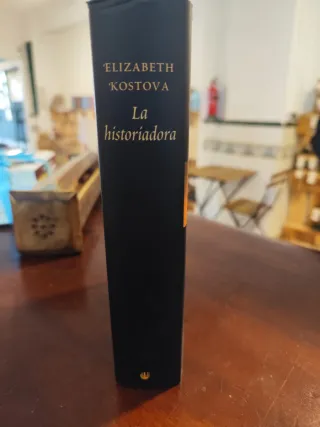 ELIZABETH
KOSTOVA
La
historiadora